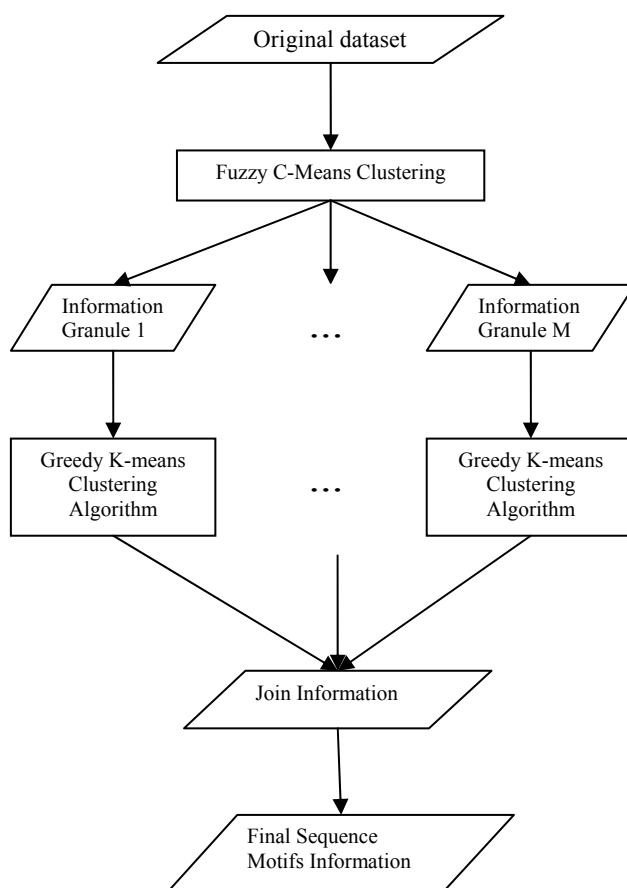 Original dataset
Fuzzy C-Means Clustering
Information
Granule 1
...
Information
Granule M
Greedy K-means
Clustering
Algorithm
...
Greedy K-means
Clustering
Algorithm
Join Information
Final Sequence
Motifs Information